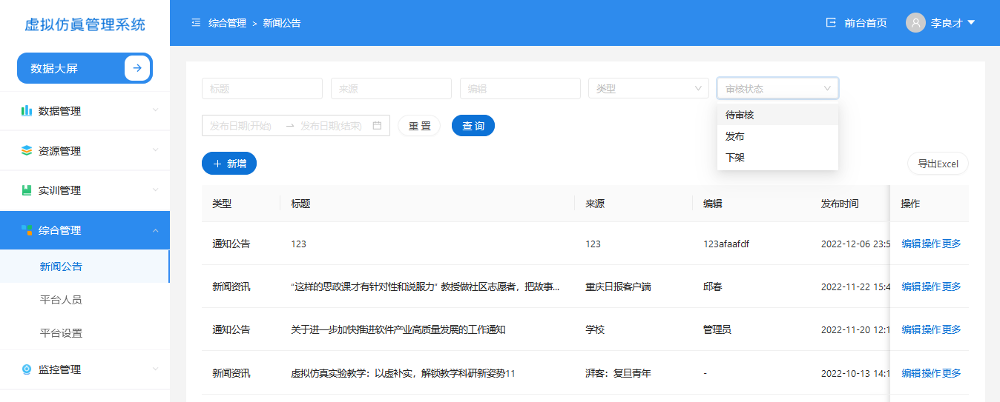 虚拟仿真管理系统
数据大屏
数据管理
资源管理
实训管理
综合管理
新闻公告
平台人员
平台设置
监控管理
综合管理 > 新闻公告
前台首页 李良才
标题 来源 编辑 类型 审核状态
待审核
发布
下架
发布日期(开始) → 发布日期(结束) 重置 查询
+ 新增 导出Excel
类型 标题 来源 编辑 发布时间 操作
通知公告 123 123 123afaafdf 2022-12-06 23:5 编辑操作更多
新闻资讯 “这样的思政课才有针对性和说服力” 教授做社区志愿者，把故事... 重庆日报客户端 邱春 2022-11-22 15:4 编辑操作更多
通知公告 关于进一步加快推进软件产业高质量发展的工作通知 学校 管理员 2022-11-20 12:1 编辑操作更多
新闻资讯 虚拟仿真实验教学：以虚补实，解锁教学科研新姿势11 湃客：复旦青年 - 2022-10-13 14:1 编辑操作更多